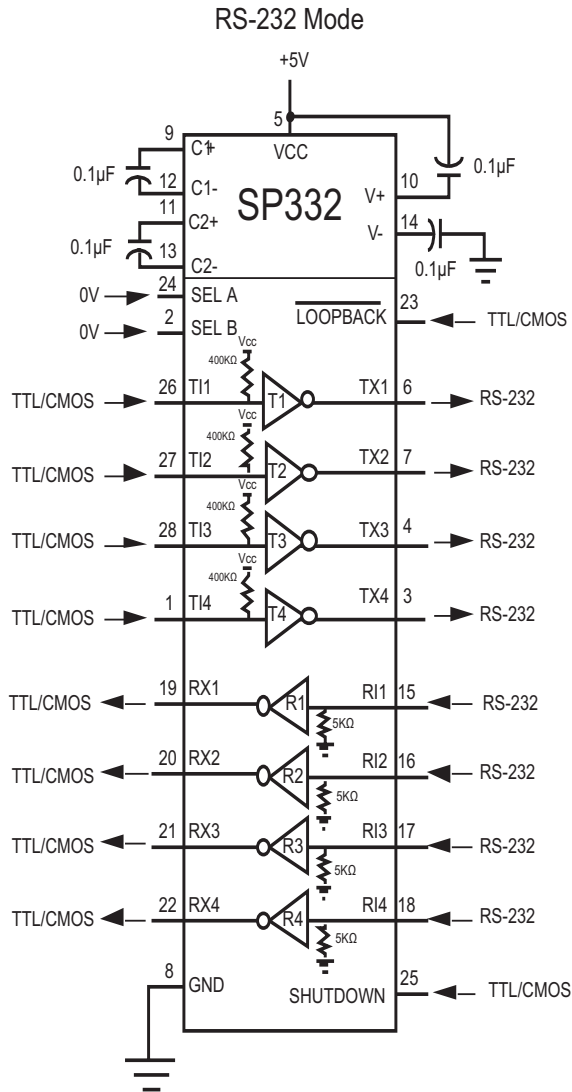 RS-232 Mode
+5V
5
VCC
9 C1+
0.1µF
12 C1-
11 C2+
0.1µF
13 C2-
SP332
10 V+
0.1µF
14 V-
0.1µF
0V 24 SEL A
0V 2 SEL B
LOOPBACK 23 TTL/CMOS
Vcc
400KΩ
TTL/CMOS 26 TI1 T1 TX1 6 RS-232
Vcc
400KΩ
TTL/CMOS 27 TI2 T2 TX2 7 RS-232
Vcc
400KΩ
TTL/CMOS 28 TI3 T3 TX3 4 RS-232
Vcc
400KΩ
TTL/CMOS 1 TI4 T4 TX4 3 RS-232
TTL/CMOS 19 RX1 R1 RI1 15 RS-232
5KΩ
TTL/CMOS 20 RX2 R2 RI2 16 RS-232
5KΩ
TTL/CMOS 21 RX3 R3 RI3 17 RS-232
5KΩ
TTL/CMOS 22 RX4 R4 RI4 18 RS-232
5KΩ
8 GND
SHUTDOWN 25 TTL/CMOS